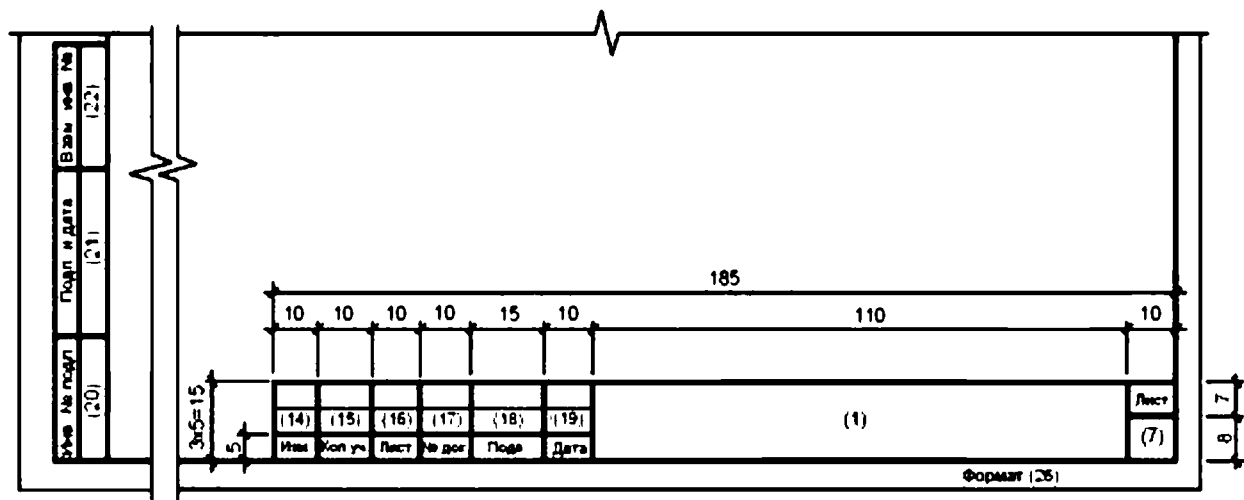 Взам инв №
(22)
Подп и дата
(21)
Инв № подл
(20)
185
10 10 10 10 15 10 110 10
3x5=15
5
(14) (15) (16) (17) (18) (19)
Изм Кол уч Лист № док Подп Дата
(1)
Лист
(7)
7
8
Формат (26)